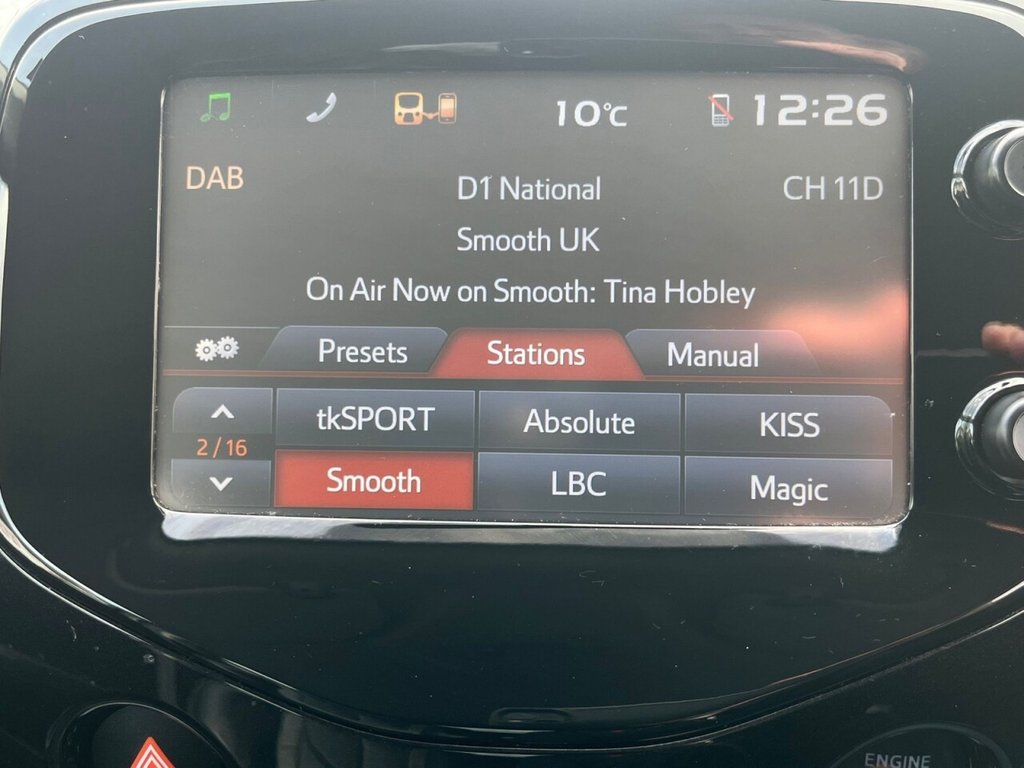 10°C 12:26
DAB D1 National CH 11D
Smooth UK
On Air Now on Smooth: Tina Hobley
Presets Stations Manual
tkSPORT Absolute KISS
2/16
Smooth LBC Magic
ENGINE